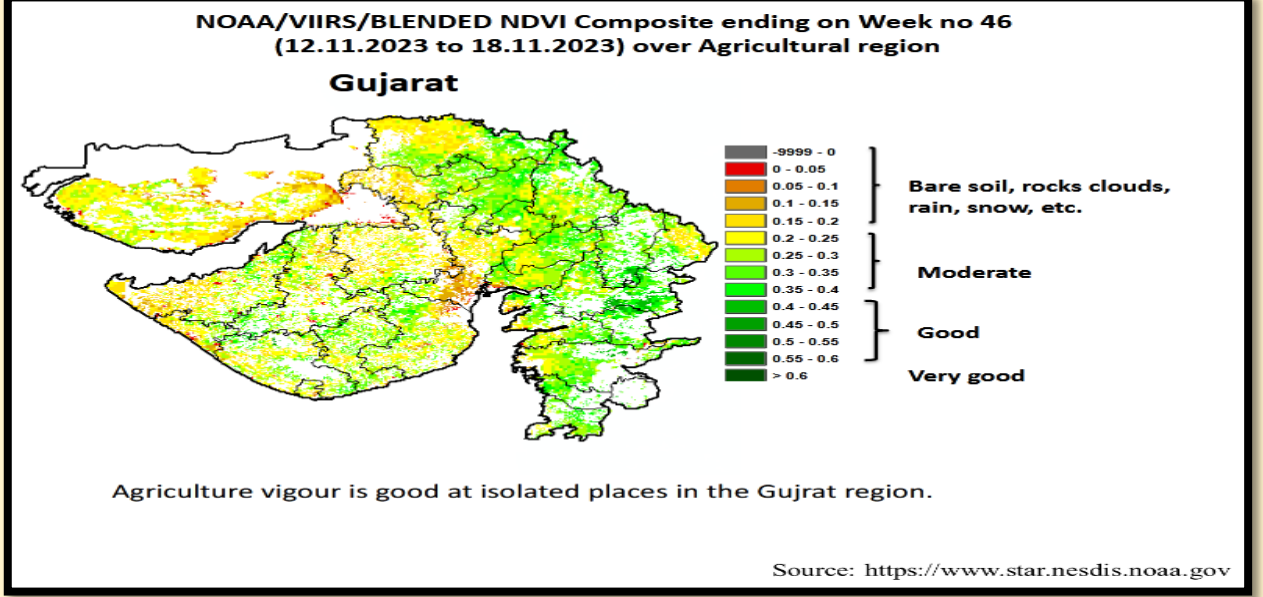 NOAA/VIIRS/BLENDED NDVI Composite ending on Week no 46
(12.11.2023 to 18.11.2023) over Agricultural region
Gujarat
-9999 - 0
0 - 0.05
0.05 - 0.1
0.1 - 0.15
0.15 - 0.2
0.2 - 0.25
0.25 - 0.3
0.3 - 0.35
0.35 - 0.4
0.4 - 0.45
0.45 - 0.5
0.5 - 0.55
0.55 - 0.6
> 0.6
Bare soil, rocks clouds,
rain, snow, etc.
Moderate
Good
Very good
Agriculture vigour is good at isolated places in the Gujrat region.
Source: https://www.star.nesdis.noaa.gov